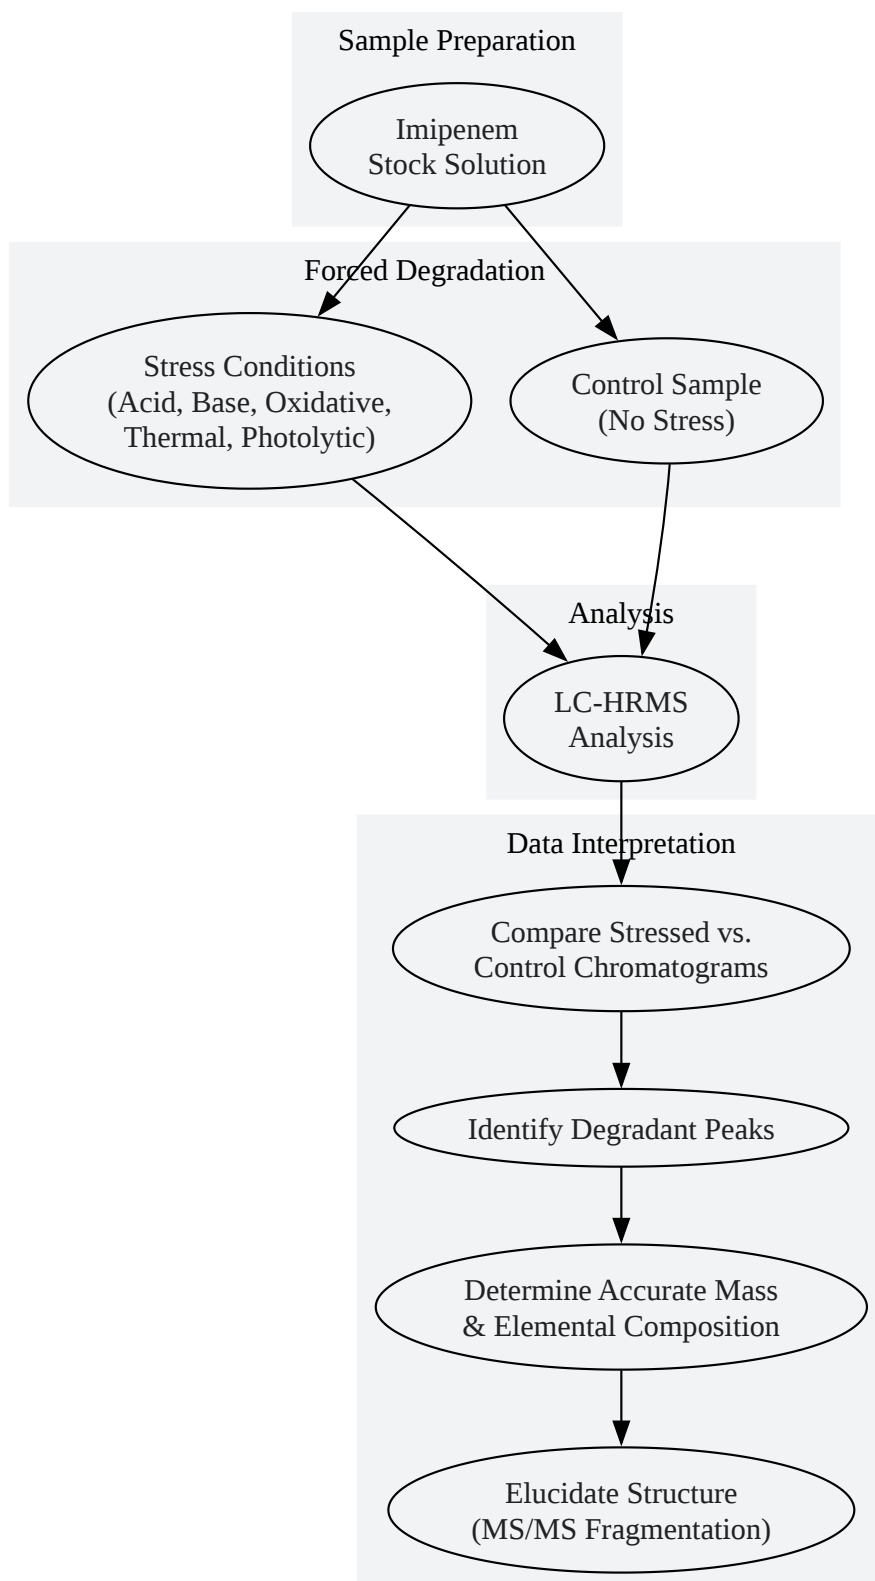 Sample Preparation
Imipenem
Stock Solution
Forced Degradation
Stress Conditions
(Acid, Base, Oxidative,
Thermal, Photolytic)
Control Sample
(No Stress)
Analysis
LC-HRMS
Analysis
Data Interpretation
Compare Stressed vs.
Control Chromatograms
Identify Degradant Peaks
Determine Accurate Mass
& Elemental Composition
Elucidate Structure
(MS/MS Fragmentation)